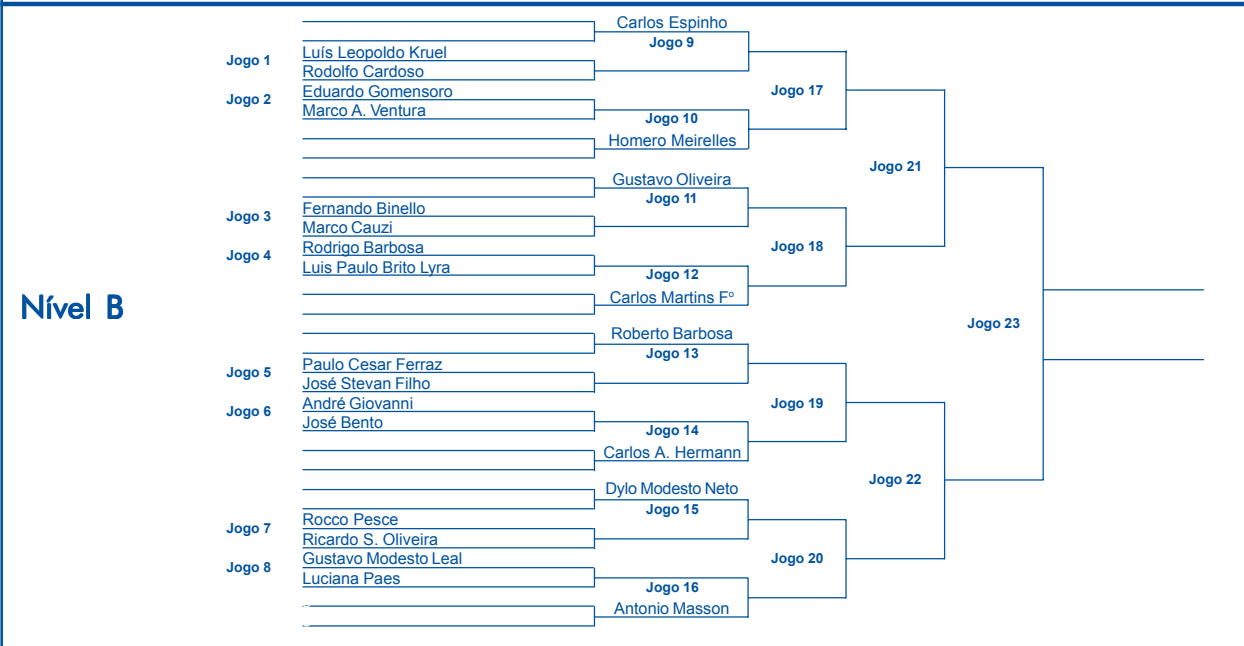 Carlos Espinho
Jogo 9
Luís Leopoldo Kruel
Jogo 1
Rodolfo Cardoso
Eduardo Gomensoro
Jogo 17
Jogo 2
Marco A. Ventura
Jogo 10
Homero Meirelles
Jogo 21
Gustavo Oliveira
Jogo 11
Fernando Binello
Jogo 3
Marco Cauzi
Rodrigo Barbosa
Jogo 18
Jogo 4
Luis Paulo Brito Lyra
Jogo 12
Carlos Martins Fº
Nível B
Jogo 23
Roberto Barbosa
Jogo 13
Paulo Cesar Ferraz
Jogo 5
José Stevan Filho
André Giovanni
Jogo 19
Jogo 6
José Bento
Jogo 14
Carlos A. Hermann
Jogo 22
Dylo Modesto Neto
Jogo 15
Rocco Pesce
Jogo 7
Ricardo S. Oliveira
Gustavo Modesto Leal
Jogo 20
Jogo 8
Luciana Paes
Jogo 16
Antonio Masson